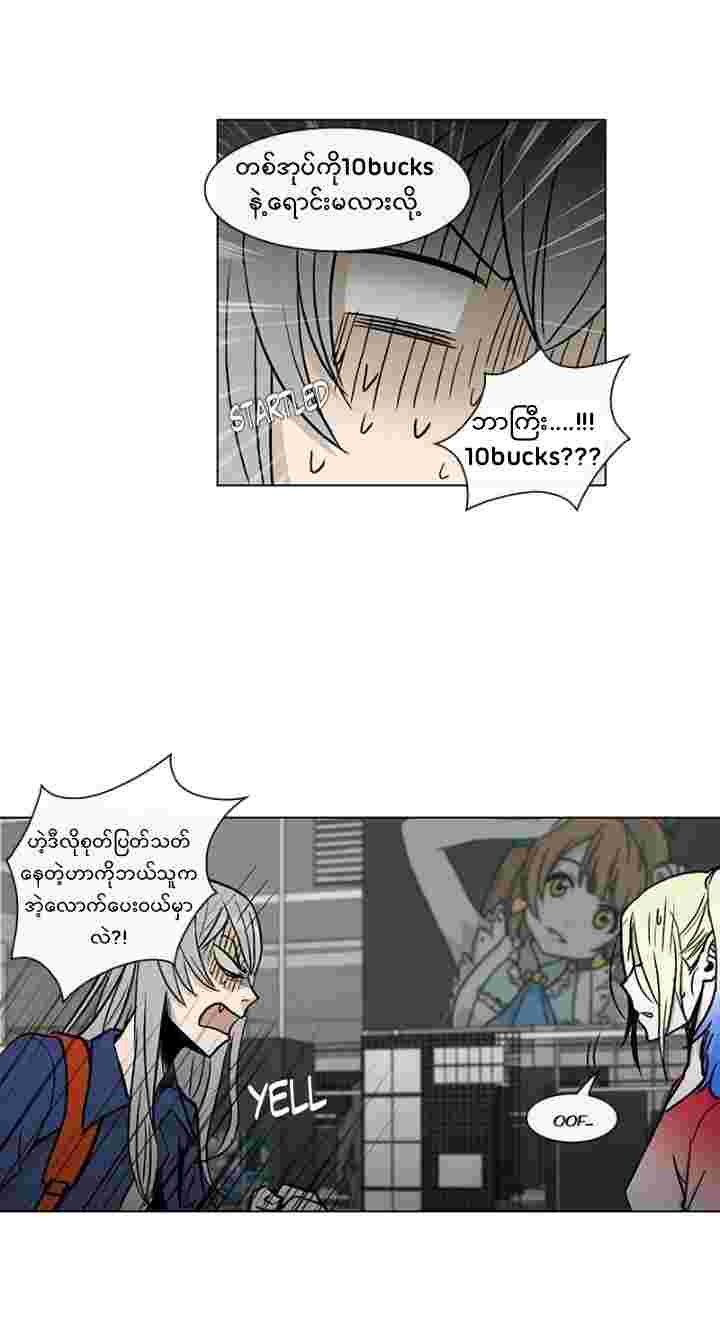 တစ်အုပ်ကို10bucks
နဲ့ရောင်းမလားလို့
STARTLED
ဘာကြီး....!!!
10bucks???
ဟဲ့ဒီလိုစုတ်ပြတ်သတ်
နေတဲ့ဟာကိုဘယ်သူက
အဲ့လောက်ပေးဝယ်မှာ
လဲ?!
YELL
OOF...